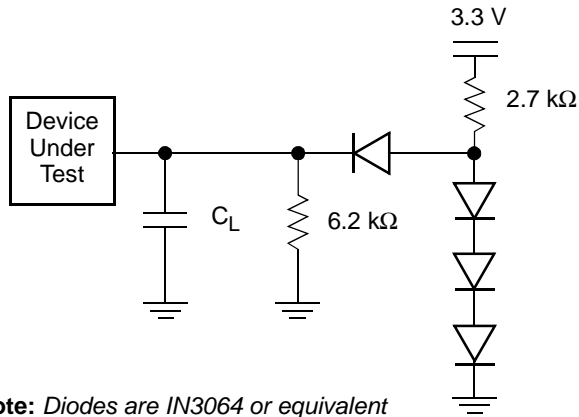 3.3 V
2.7 kΩ
Device
Under
Test
C_L
6.2 kΩ
ote: Diodes are IN3064 or equivalent